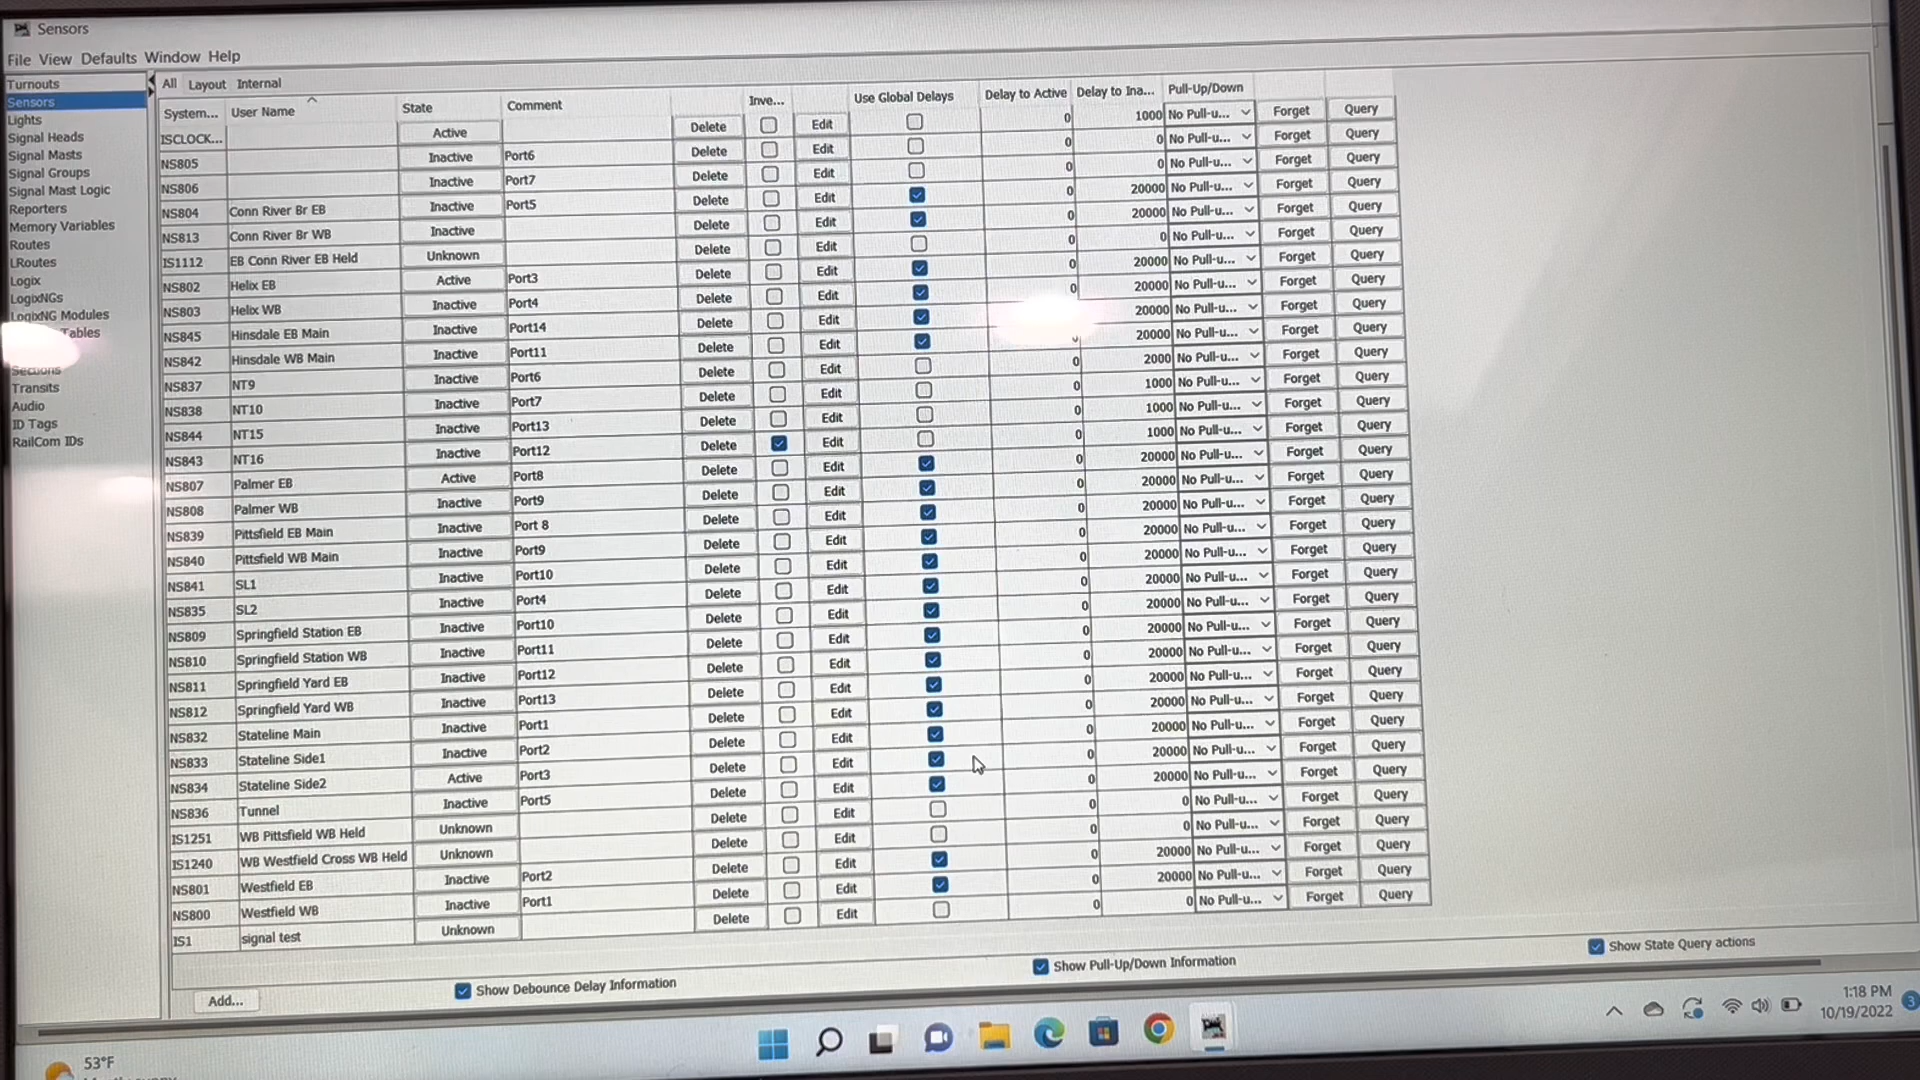 Sensors
File View Defaults Window Help
Turnouts
Sensors
Lights
Signal Heads
Signal Masts
Signal Groups
Signal Mast Logic
Reporters
Memory Variables
Routes
LRoutes
Logix
LogixNGs
LogixNG Modules
Tables
Sections
Transits
Audio
ID Tags
RailCom IDs
All Layout Internal
System... User Name State Comment Inve... Use Global Delays Delay to Active Delay to Ina... Pull-Up/Down
ISCLOCK... Active Delete Edit 0 1000 No Pull-u... Forget Query
NS805 Inactive Port6 Delete Edit 0 0 No Pull-u... Forget Query
NS806 Inactive Port7 Delete Edit 0 0 No Pull-u... Forget Query
NS804 Conn River Br EB Inactive Port5 Delete Edit 0 20000 No Pull-u... Forget Query
NS813 Conn River Br WB Inactive Delete Edit 0 20000 No Pull-u... Forget Query
IS1112 EB Conn River EB Held Unknown Delete Edit 0 0 No Pull-u... Forget Query
NS802 Helix EB Active Port3 Delete Edit 0 20000 No Pull-u... Forget Query
NS803 Helix WB Inactive Port4 Delete Edit 0 20000 No Pull-u... Forget Query
NS845 Hinsdale EB Main Inactive Port14 Delete Edit 20000 No Pull-u... Forget Query
NS842 Hinsdale WB Main Inactive Port11 Delete Edit 20000 No Pull-u... Forget Query
NS837 NT9 Inactive Port6 Delete Edit 0 2000 No Pull-u... Forget Query
NS838 NT10 Inactive Port7 Delete Edit 0 1000 No Pull-u... Forget Query
NS844 NT15 Inactive Port13 Delete Edit 0 1000 No Pull-u... Forget Query
NS843 NT16 Inactive Port12 Delete Edit 0 1000 No Pull-u... Forget Query
NS807 Palmer EB Active Port8 Delete Edit 0 20000 No Pull-u... Forget Query
NS808 Palmer WB Inactive Port9 Delete Edit 0 20000 No Pull-u... Forget Query
NS839 Pittsfield EB Main Inactive Port 8 Delete Edit 0 20000 No Pull-u... Forget Query
NS840 Pittsfield WB Main Inactive Port9 Delete Edit 0 20000 No Pull-u... Forget Query
NS841 SL1 Inactive Port10 Delete Edit 0 20000 No Pull-u... Forget Query
NS835 SL2 Inactive Port4 Delete Edit 0 20000 No Pull-u... Forget Query
NS809 Springfield Station EB Inactive Port10 Delete Edit 0 20000 No Pull-u... Forget Query
NS810 Springfield Station WB Inactive Port11 Delete Edit 0 20000 No Pull-u... Forget Query
NS811 Springfield Yard EB Inactive Port12 Delete Edit 0 20000 No Pull-u... Forget Query
NS812 Springfield Yard WB Inactive Port13 Delete Edit 0 20000 No Pull-u... Forget Query
NS832 Stateline Main Inactive Port1 Delete Edit 0 20000 No Pull-u... Forget Query
NS833 Stateline Side1 Inactive Port2 Delete Edit 0 20000 No Pull-u... Forget Query
NS834 Stateline Side2 Active Port3 Delete Edit 0 20000 No Pull-u... Forget Query
NS836 Tunnel Inactive Port5 Delete Edit 0 20000 No Pull-u... Forget Query
IS1251 WB Pittsfield WB Held Unknown Delete Edit 0 0 No Pull-u... Forget Query
IS1240 WB Westfield Cross WB Held Unknown Delete Edit 0 0 No Pull-u... Forget Query
NS801 Westfield EB Inactive Port2 Delete Edit 0 20000 No Pull-u... Forget Query
NS800 Westfield WB Inactive Port1 Delete Edit 0 20000 No Pull-u... Forget Query
IS1 signal test Unknown Delete Edit 0 0 No Pull-u... Forget Query
Add... Show Debounce Delay Information Show Pull-Up/Down Information Show State Query actions
53°F
1:18 PM
10/19/2022
3